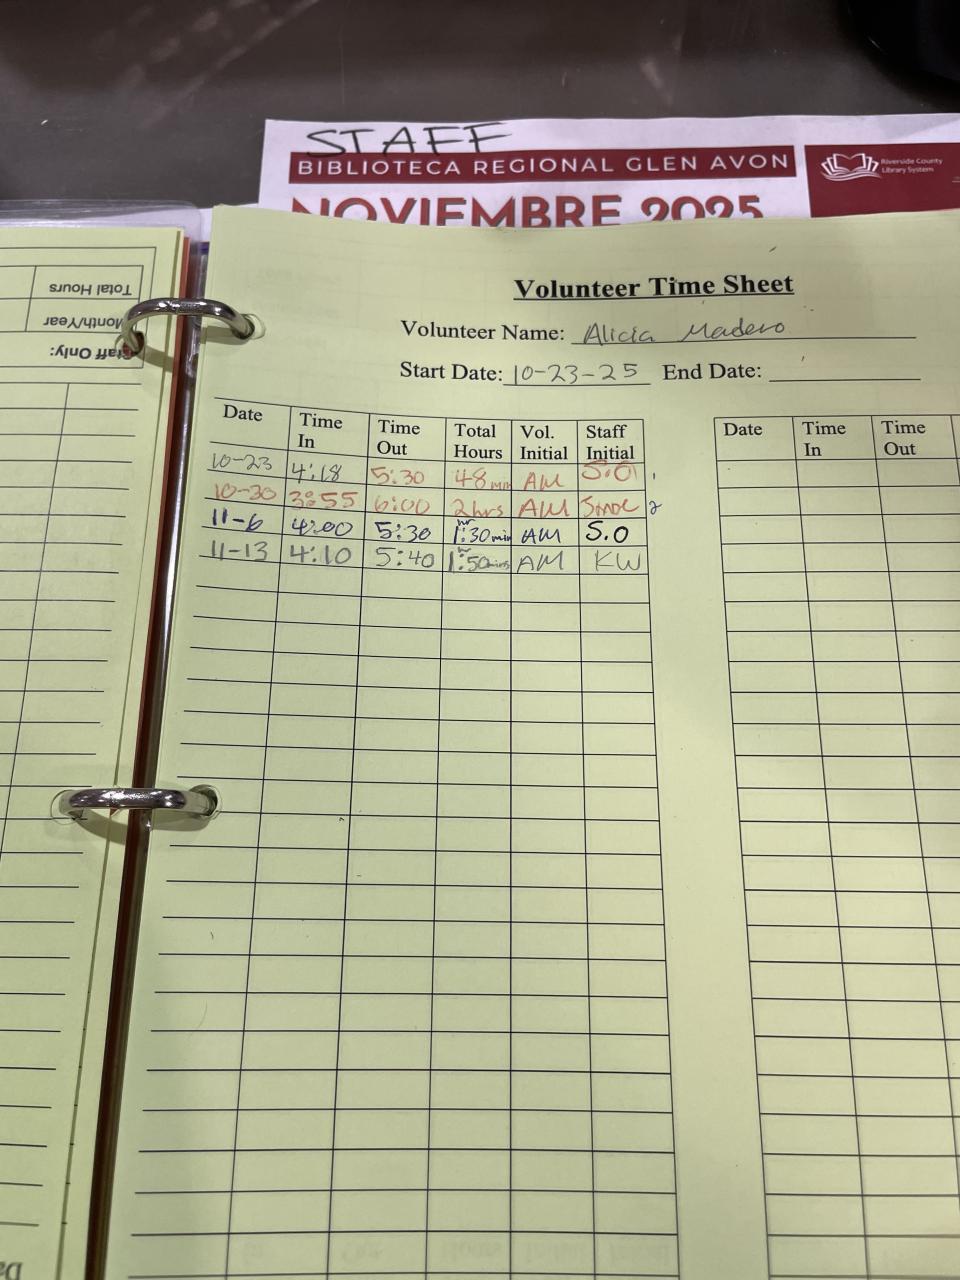 STAFF
BIBLIOTECA REGIONAL GLEN AVON
NOVIEMBRE 2025
Riverside County
Library System
Total Hours
Month/Year
Staff Only:
Volunteer Time Sheet
Volunteer Name: Alicia Madero
Start Date: 10-23-25 End Date:
Date Time In Time Out Total Hours Vol. Initial Staff Initial
10-23 4:18 5:30 48 min AM S.O 1
10-30 3:55 6:00 2 hrs AM 2
11-6 4:00 5:30 1hr:30 min AM S.O
11-13 4:10 5:40 1hr:50 mins AM KW
Date Time In Time Out